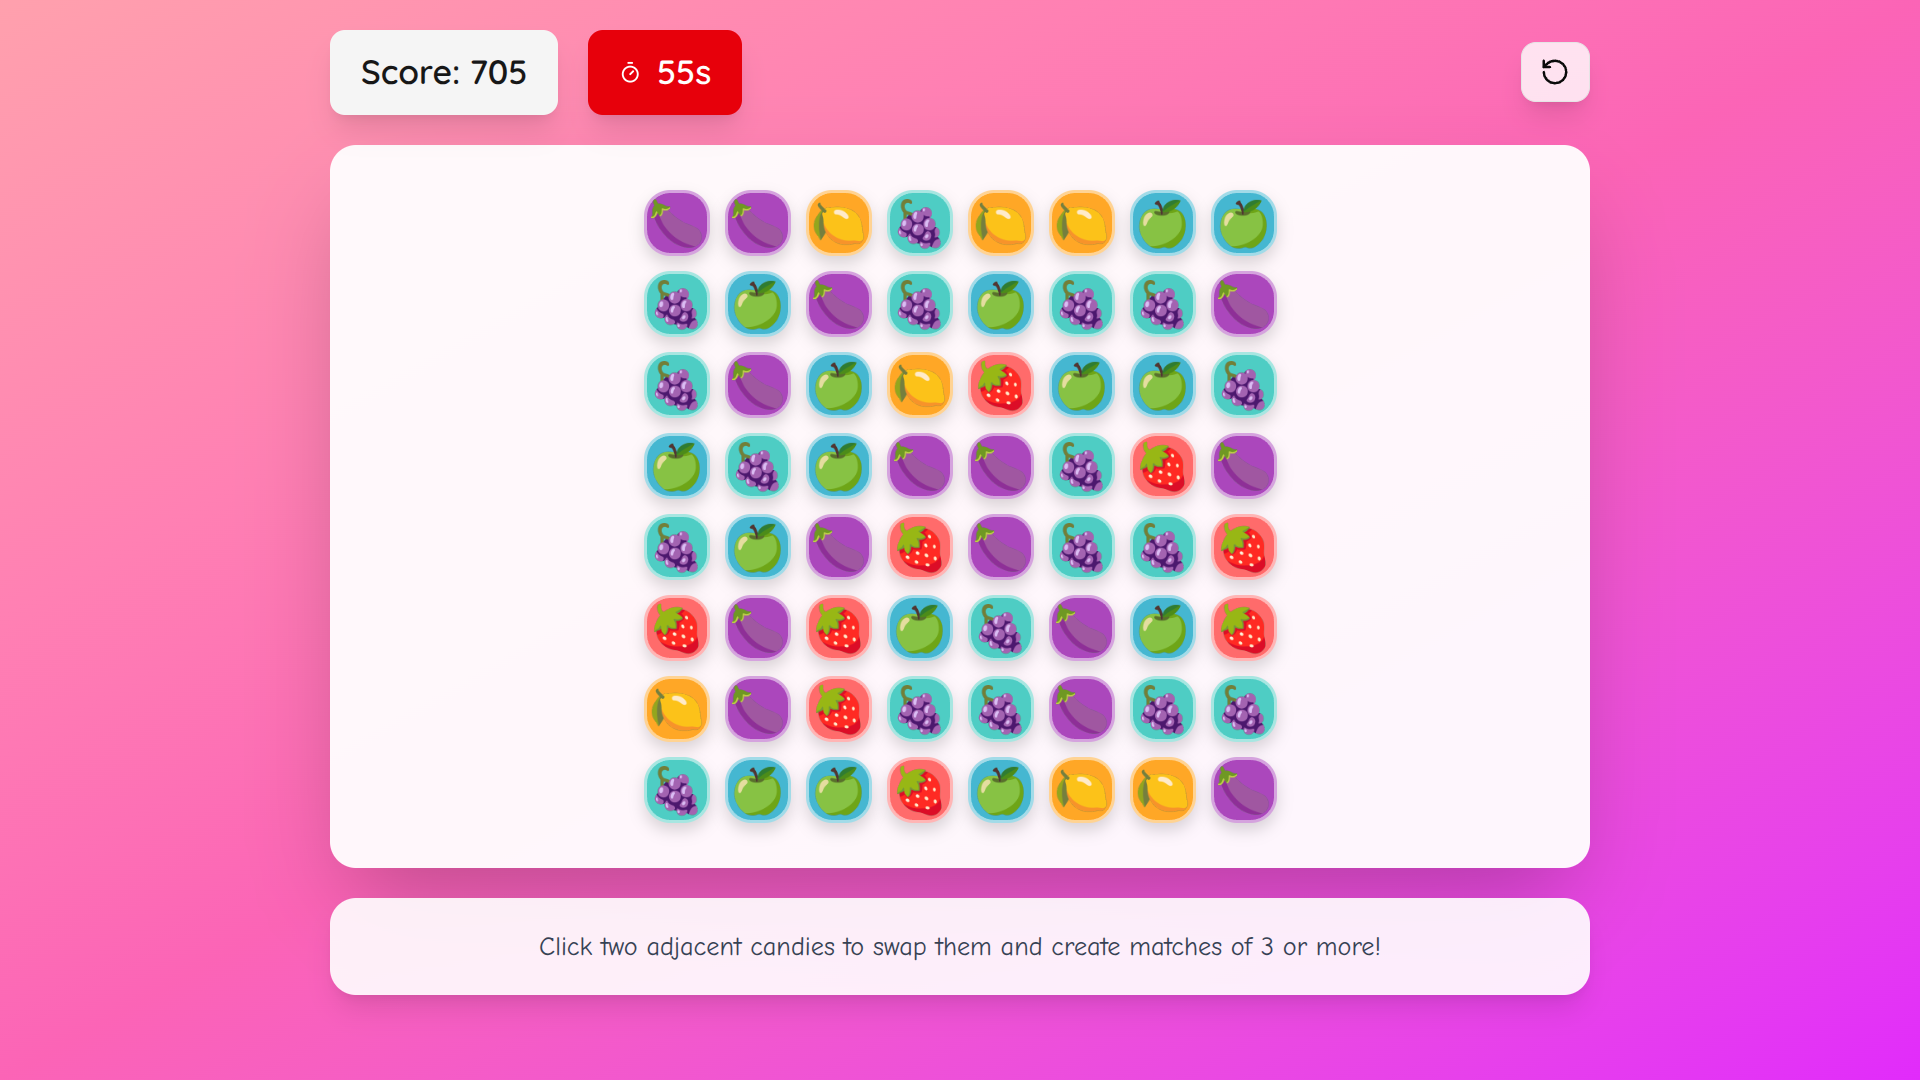 Score: 705
55s
Click two adjacent candies to swap them and create matches of 3 or more!